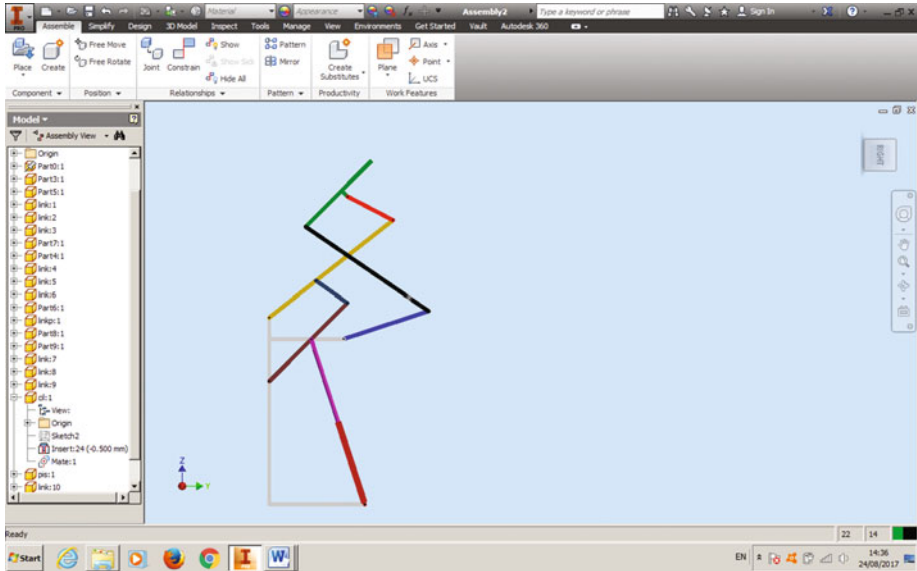 Material Appearance Assembly2 Type a keyword or phrase Sign In
PRO Assemble Simplify Design 3D Model Inspect Tools Manage View Environments Get Started Vault Autodesk 360
Place Create Free Move Free Rotate Joint Constrain Show Show Sick Hide All Pattern Mirror Create Substitutes Plane Axis Point UCS
Component Position Relationships Pattern Productivity Work Features
Model
Assembly View
Origin
Part0:1
Part3:1
Part5:1
link:1
link:2
link:3
Part7:1
Part4:1
link:4
link:5
link:6
Part6:1
linkp:1
Part8:1
Part9:1
link:7
link:8
link:9
cli:1
View:
Origin
Sketch2
Insert:24 (-0.500 mm)
Mate:1
pis:1
link:10
RIGHT
Z
Y
Ready 22 14
Start EN 14:36
24/08/2017